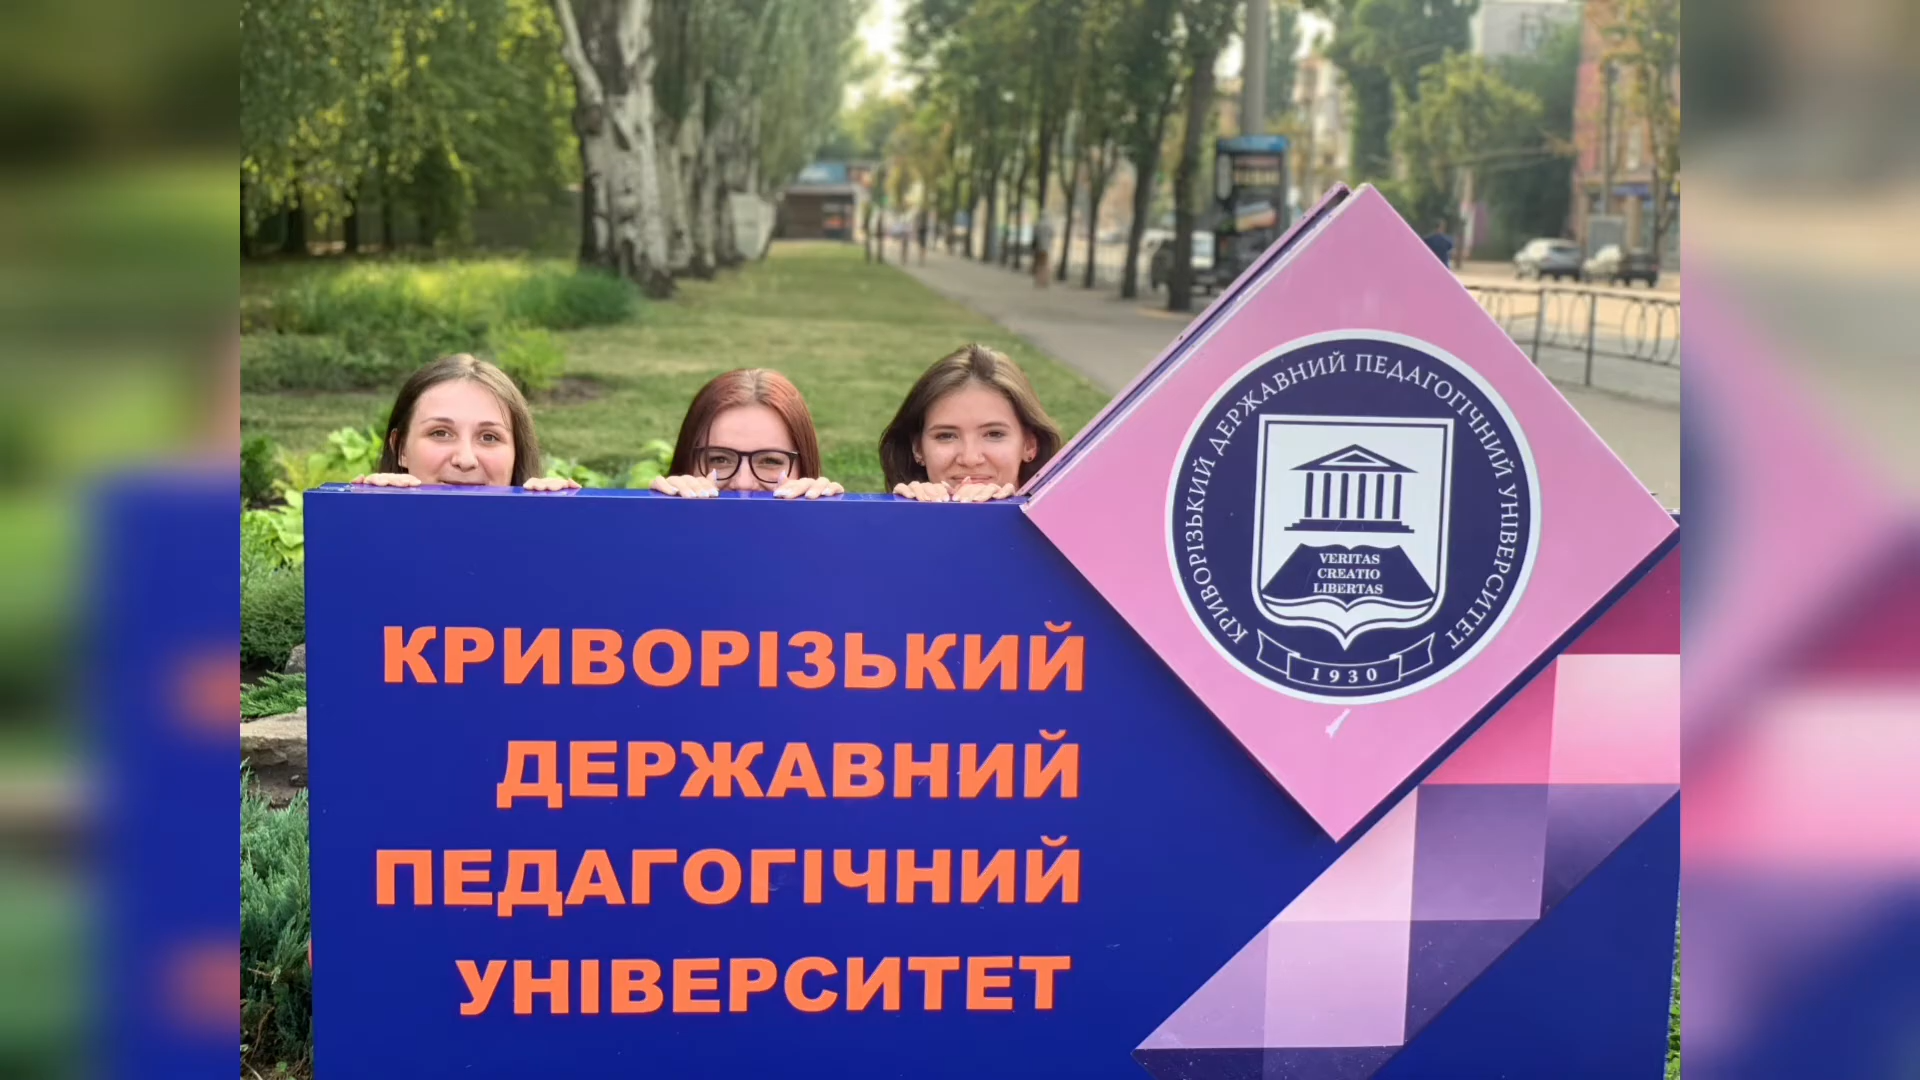 КРИВОРІЗЬКИЙ
ДЕРЖАВНИЙ
ПЕДАГОГІЧНИЙ
УНІВЕРСИТЕТ
КРИВОРІЗЬКИЙ ДЕРЖАВНИЙ ПЕДАГОГІЧНИЙ УНІВЕРСИТЕТ
VERITAS
CREATIO
LIBERTAS
1930